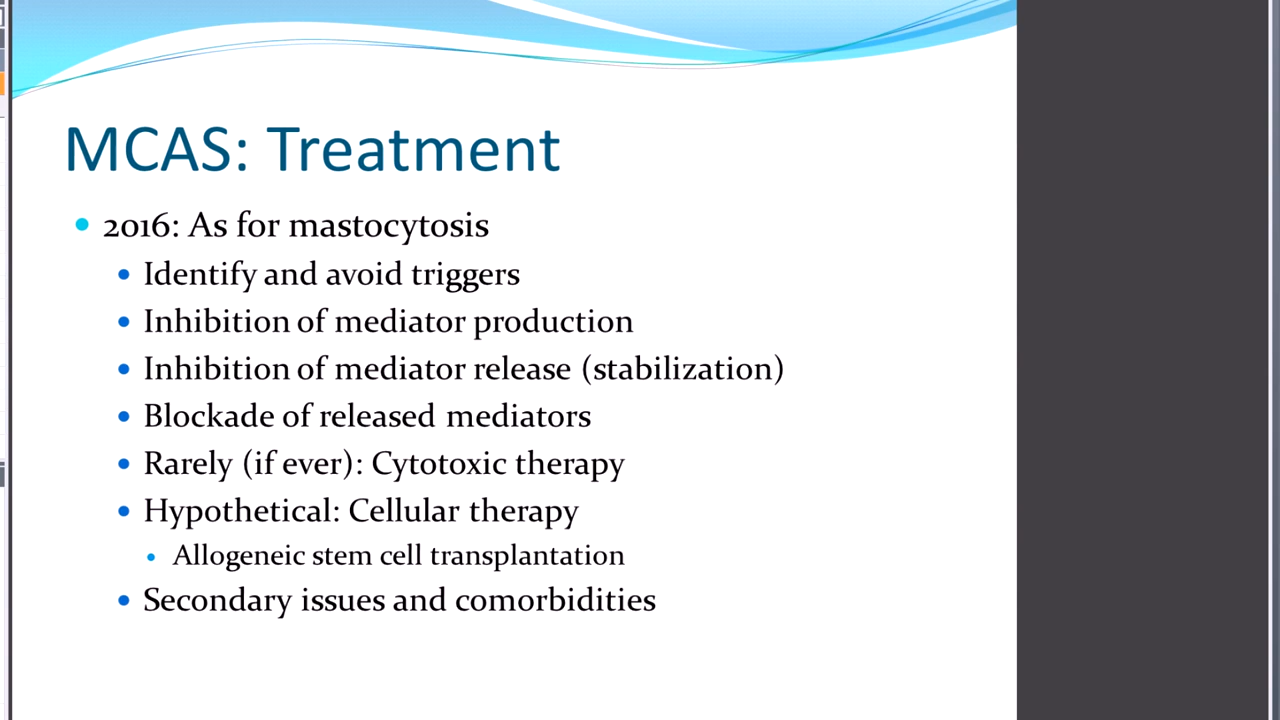 MCAS: Treatment
2016: As for mastocytosis
Identify and avoid triggers
Inhibition of mediator production
Inhibition of mediator release (stabilization)
Blockade of released mediators
Rarely (if ever): Cytotoxic therapy
Hypothetical: Cellular therapy
Allogeneic stem cell transplantation
Secondary issues and comorbidities